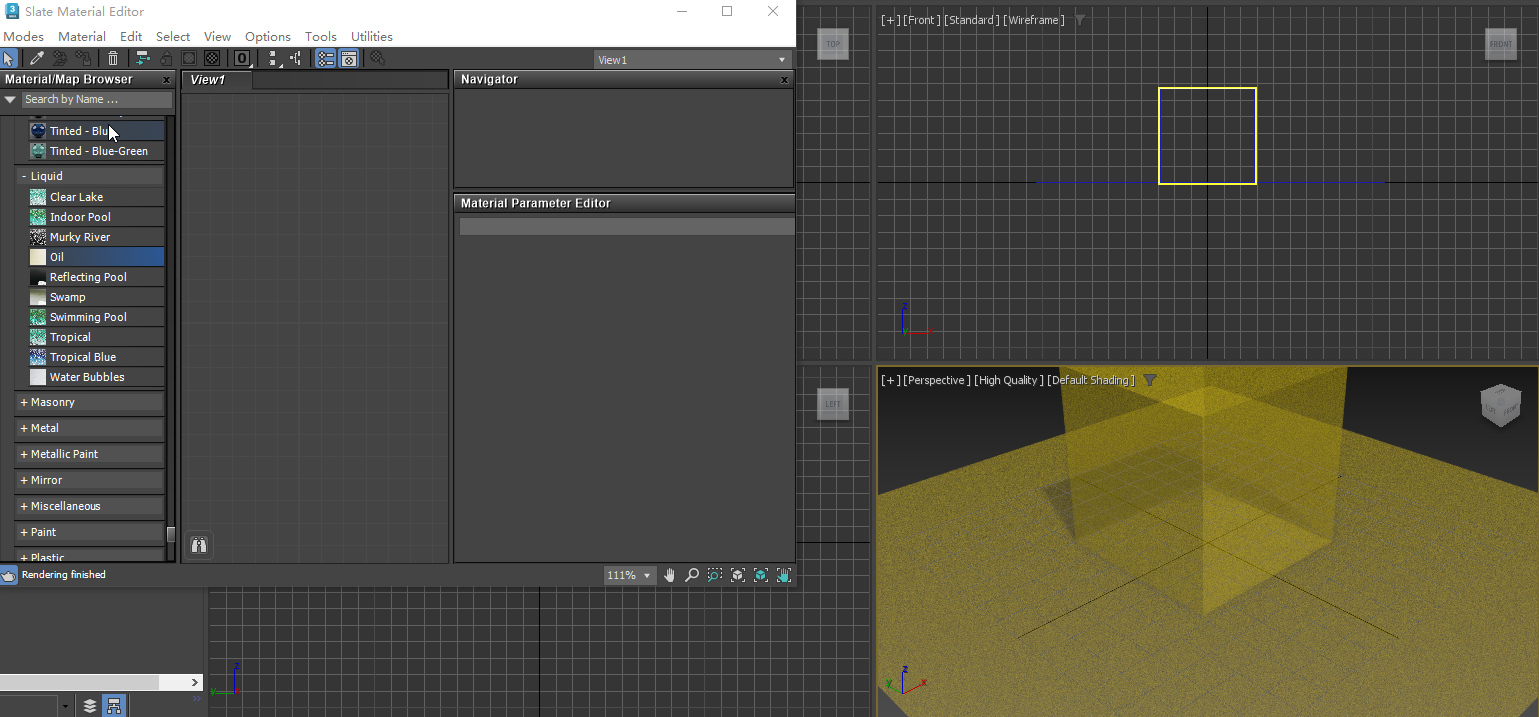 Slate Material Editor
Modes Material Edit Select View Options Tools Utilities
View1
Material/Map Browser x
Search by Name ...
Tinted - Blu
Tinted - Blue-Green
- Liquid
Clear Lake
Indoor Pool
Murky River
Oil
Reflecting Pool
Swamp
Swimming Pool
Tropical
Tropical Blue
Water Bubbles
+ Masonry
+ Metal
+ Metallic Paint
+ Mirror
+ Miscellaneous
+ Paint
+ Plastic
Rendering finished
View1
Navigator x
Material Parameter Editor
111%
TOP
[+] [Front ] [Standard ] [Wireframe ]
FRONT
z
y x
LEFT
[+] [Perspective ] [High Quality ] [Default Shading ]
FRONT
z
y x
z
y